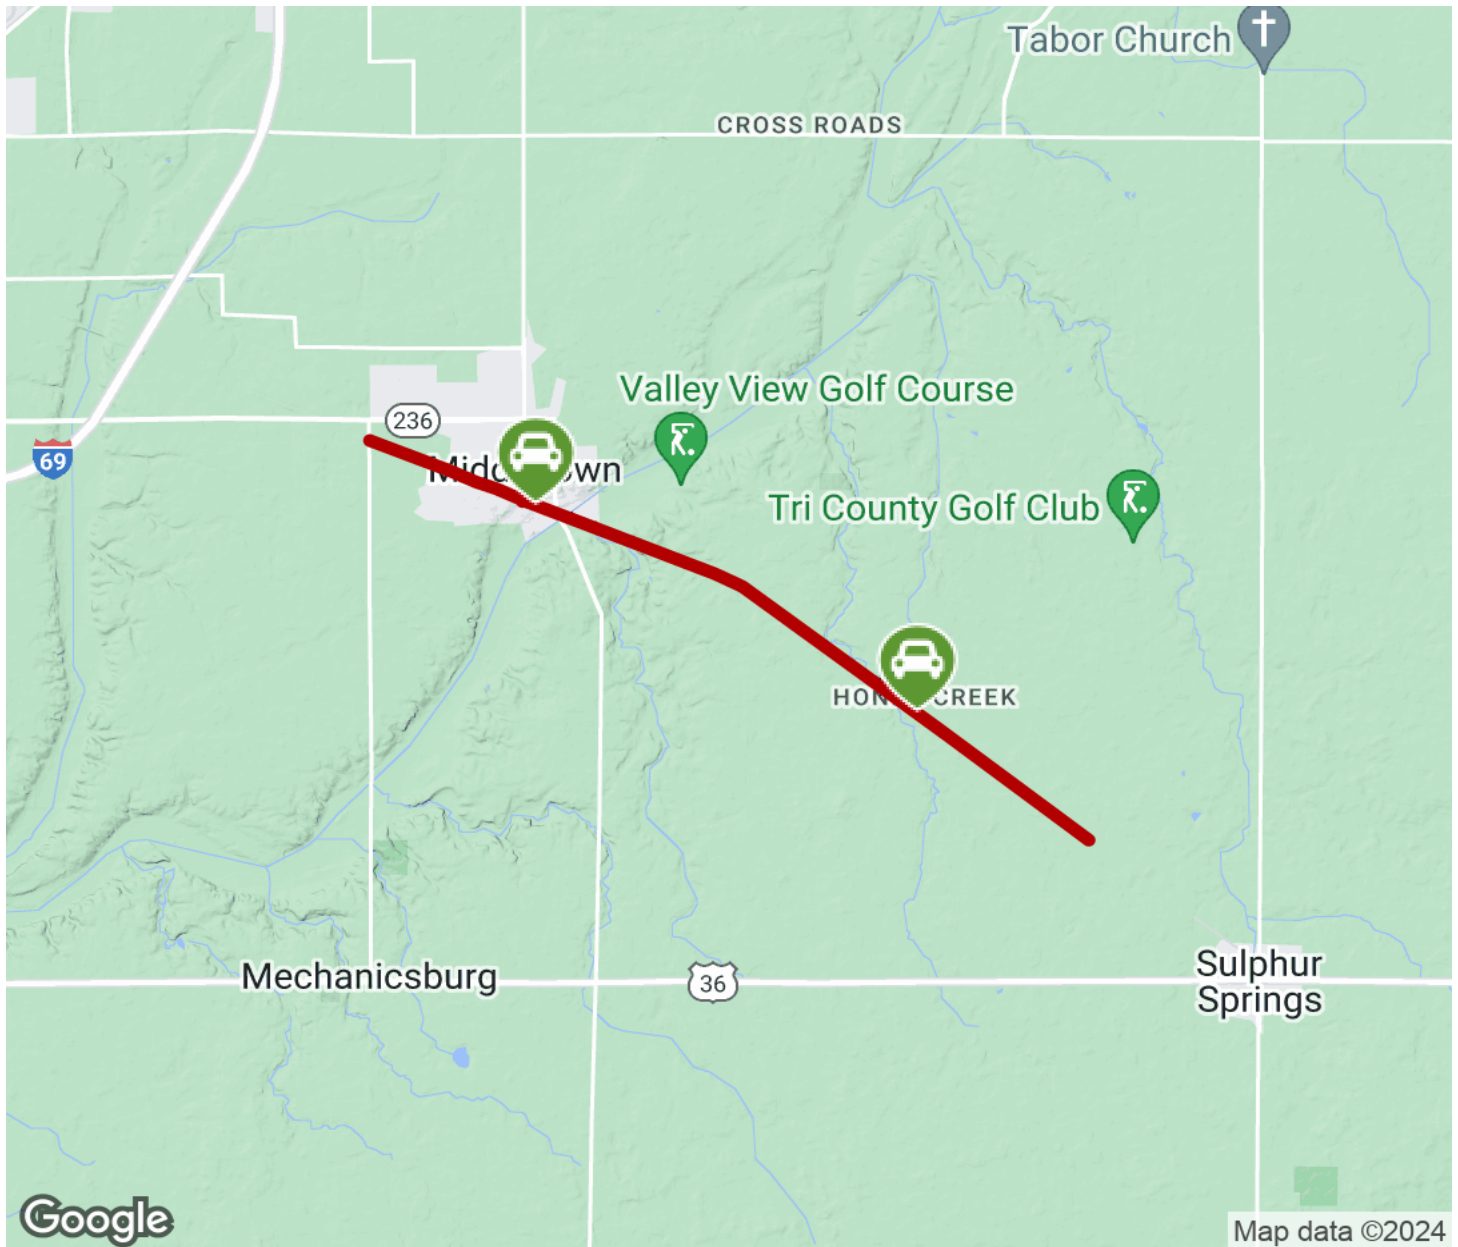 Tabor Church
CROSS ROADS
Valley View Golf Course
236
69
Tri County Golf Club
CREEK
Mechanicsburg
36
Sulphur
Springs
Google
Map data ©2024